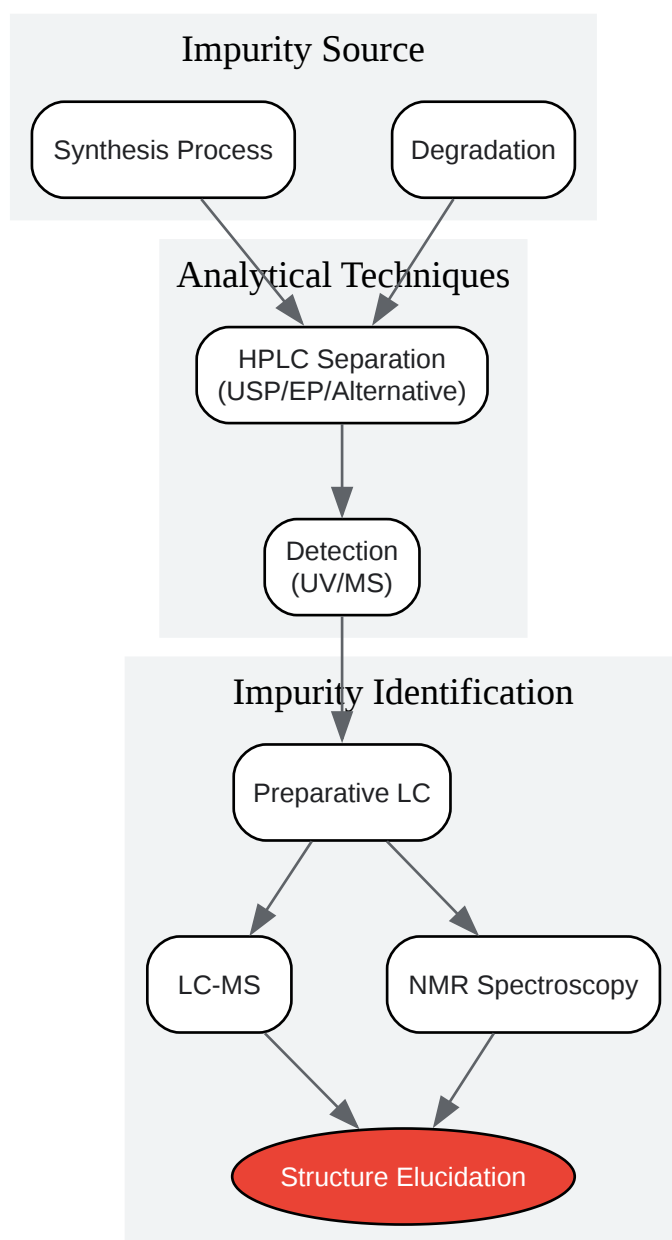 Impurity Source
Synthesis Process
Degradation
Analytical Techniques
HPLC Separation
(USP/EP/Alternative)
Detection
(UV/MS)
Impurity Identification
Preparative LC
LC-MS
NMR Spectroscopy
Structure Elucidation